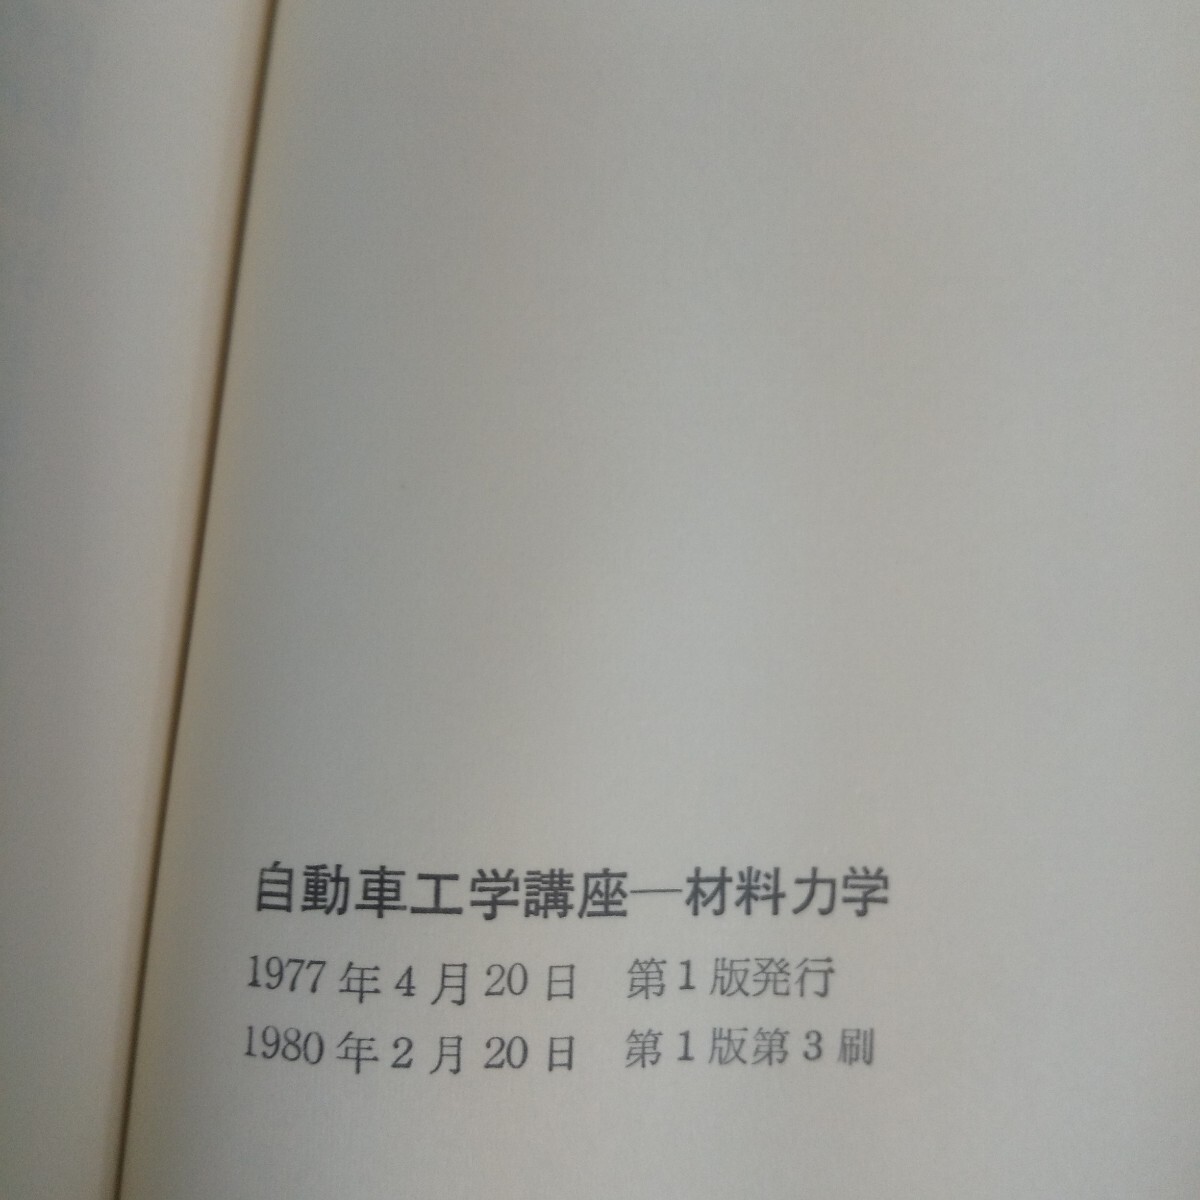 自動車工学講座―材料力学
1977年4月20日　第1版発行
1980年2月20日　第1版第3刷